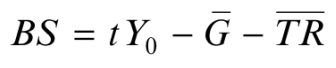 BS = tY₀ − G̅ − T̅R̅